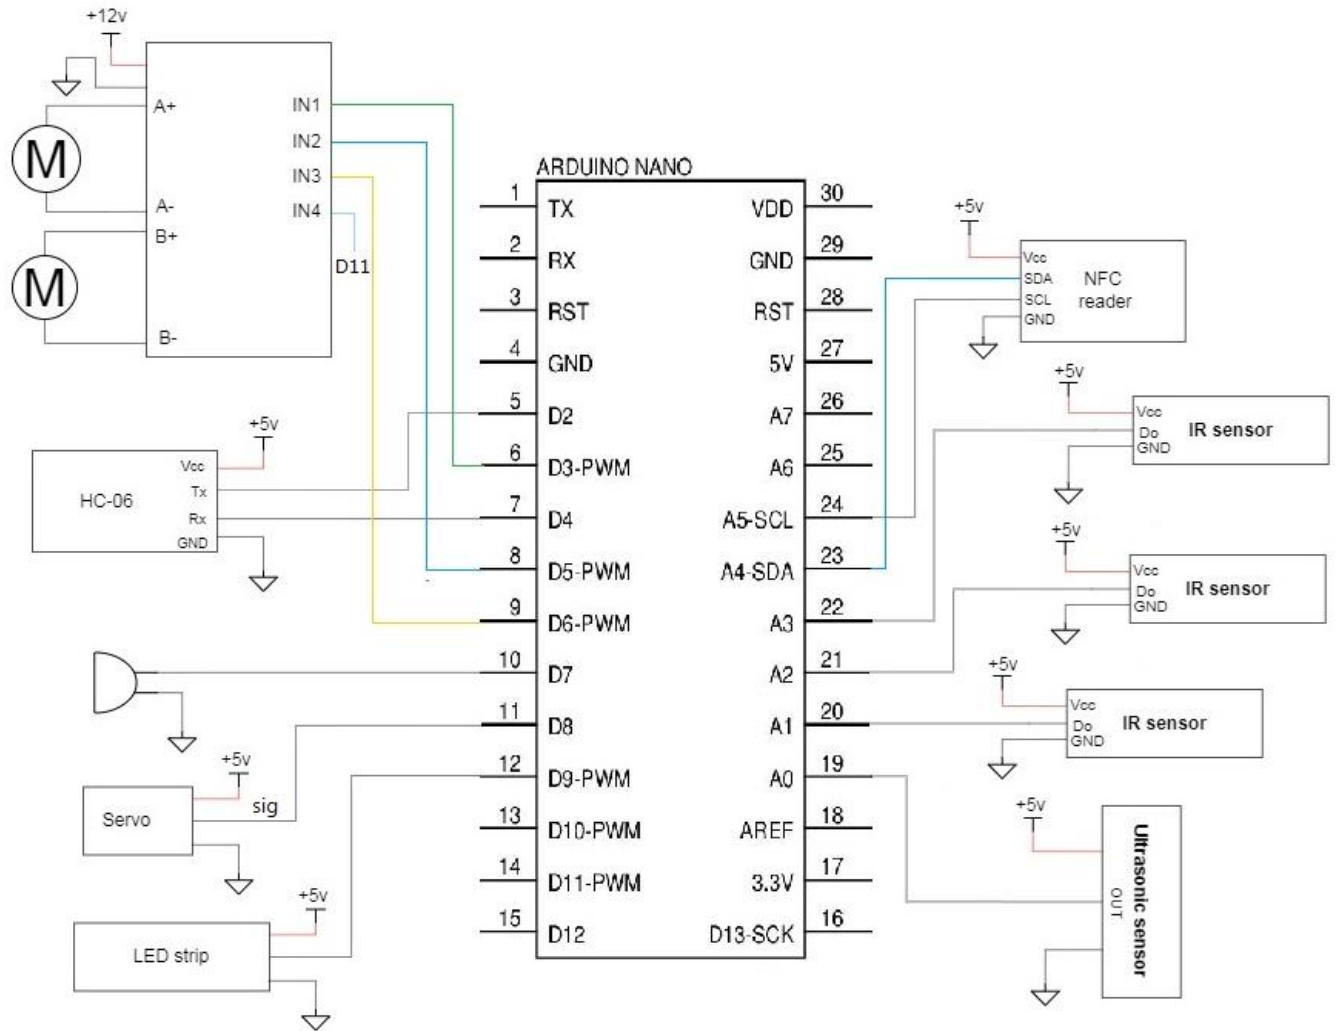 +12v
A+
A-
B+
B-
IN1
IN2
IN3
IN4
D11
M
M
+5v
HC-06
Vcc
Tx
Rx
GND
+5v
Servo
sig
+5v
LED strip
ARDUINO NANO
1 TX
2 RX
3 RST
4 GND
5 D2
6 D3-PWM
7 D4
8 D5-PWM
9 D6-PWM
10 D7
11 D8
12 D9-PWM
13 D10-PWM
14 D11-PWM
15 D12
VDD 30
GND 29
RST 28
5V 27
A7 26
A6 25
A5-SCL 24
A4-SDA 23
A3 22
A2 21
A1 20
A0 19
AREF 18
3.3V 17
D13-SCK 16
+5v
Vcc
SDA
SCL
GND
NFC
reader
+5v
Vcc
Do
GND
IR sensor
+5v
Vcc
Do
GND
IR sensor
+5v
Vcc
Do
GND
IR sensor
+5v
OUT
Ultrasonic sensor